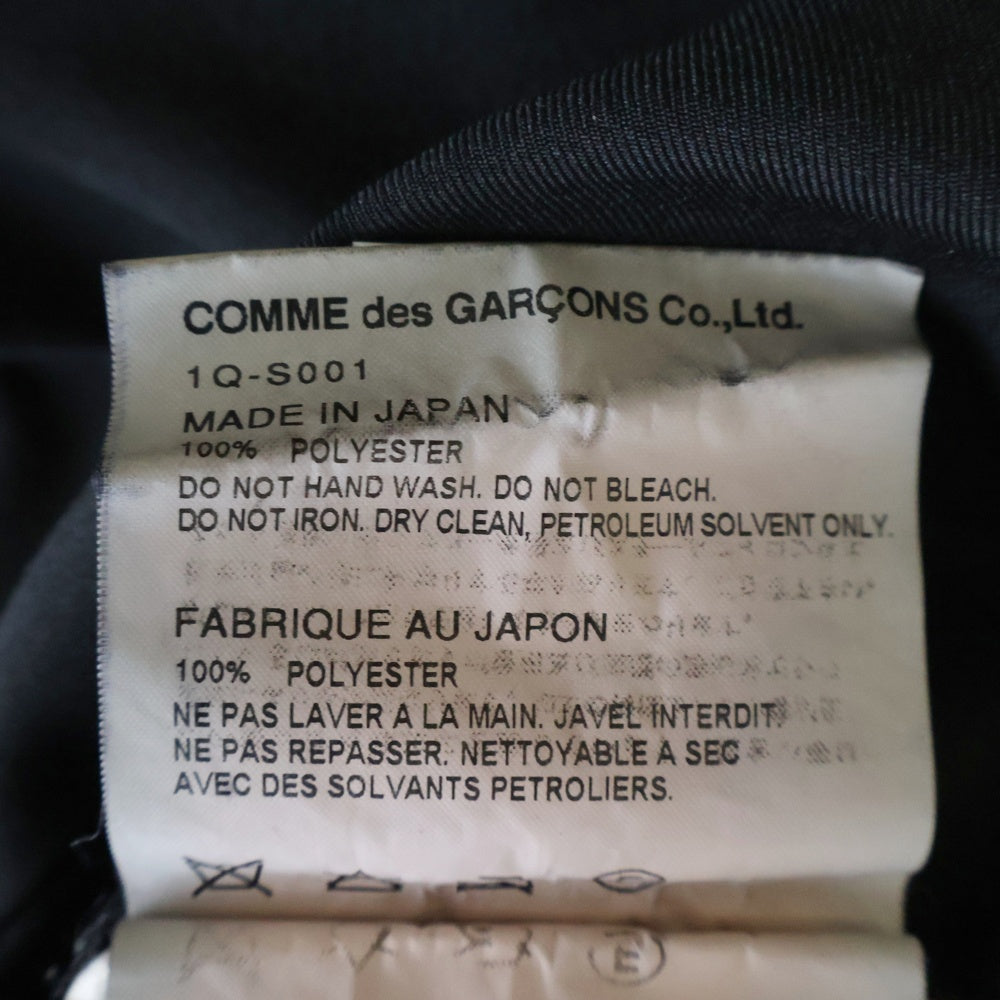 COMME des GARÇONS Co.,Ltd.
1Q-S001
MADE IN JAPAN
100% POLYESTER
DO NOT HAND WASH. DO NOT BLEACH.
DO NOT IRON. DRY CLEAN, PETROLEUM SOLVENT ONLY.
FABRIQUE AU JAPON
100% POLYESTER
NE PAS LAVER A LA MAIN. JAVEL INTERDIT
NE PAS REPASSER. NETTOYABLE A SEC
AVEC DES SOLVANTS PETROLIERS.
E